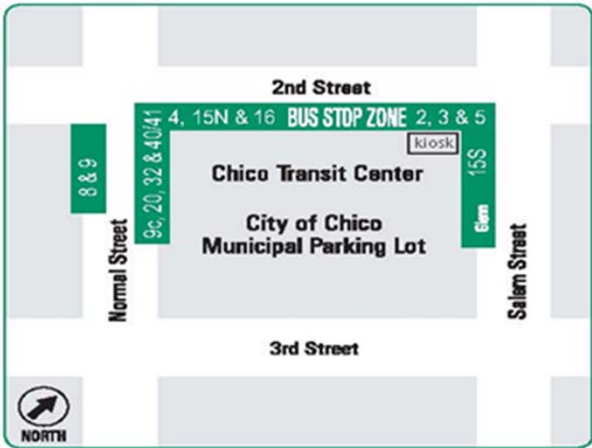 2nd Street
4, 15N & 16 BUS STOP ZONE 2, 3 & 5
kiosk
8 & 9
9c, 20, 32 & 40/41
15S
Glenn
Chico Transit Center
City of Chico
Municipal Parking Lot
Normal Street
Salem Street
3rd Street
NORTH